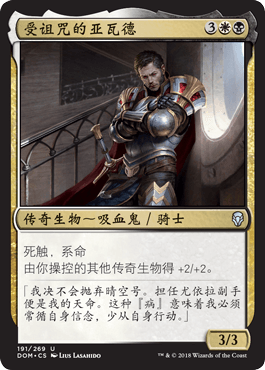 受诅咒的亚瓦德 3
传奇生物～吸血鬼／骑士
死触，系命
由你操控的其他传奇生物得 +2/+2。
「我决不会抛弃晴空号。担任尤依拉副手
便是我的天命。这种『病』意味着我必须
常循自身信念，少从自身行动。」
3/3
191/269 U
DOM • CS LIUS LASAHIDO
™ & © 2018 Wizards of the Coast